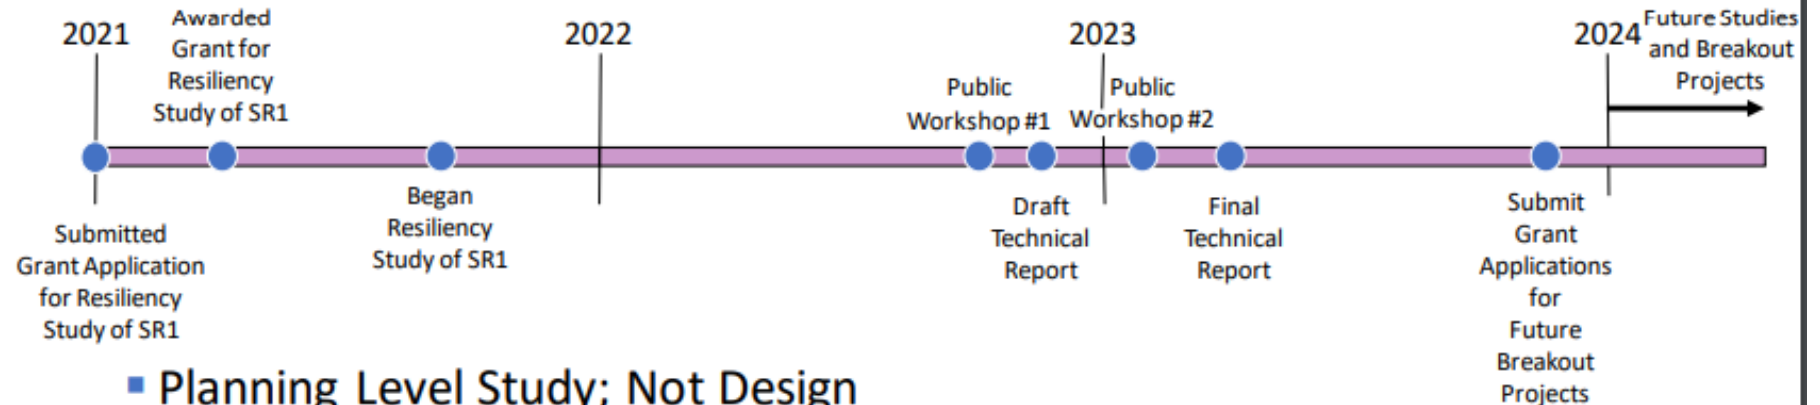 2021
Awarded
Grant for
Resiliency
Study of SR1
2022
Public
Workshop #1
2023
Public
Workshop #2
2024
Future Studies
and Breakout
Projects
Submitted
Grant Application
for Resiliency
Study of SR1
Began
Resiliency
Study of SR1
Draft
Technical
Report
Final
Technical
Report
Submit
Grant
Applications
for
Future
Breakout
Projects
▪ Planning Level Study; Not Design